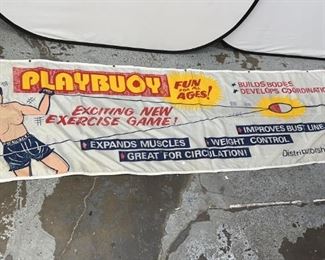 PLAYBUOY
FUN FOR ALL AGES!
EXCITING NEW
EXERCISE GAME!
EXPANDS MUSCLES
WEIGHT CONTROL
GREAT FOR CIRCULATION!
BUILDS BODIES
DEVELOPS COORDINATION
IMPROVES BUST LINE